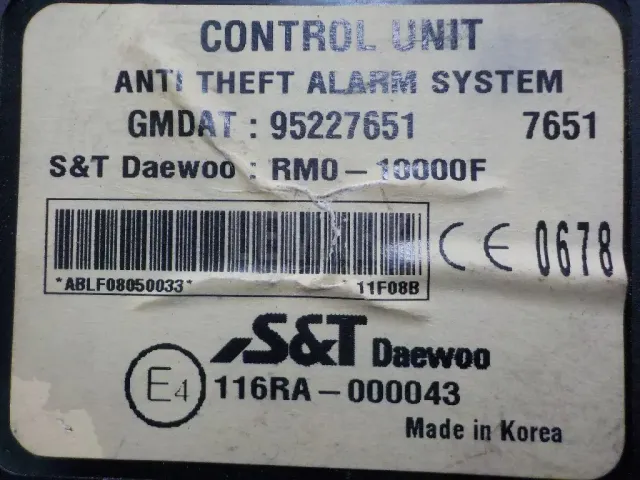 CONTROL UNIT
ANTI THEFT ALARM SYSTEM
GMDAT : 95227651 7651
S&T Daewoo : RMO-10000F
CE 0678
*ABLF08050033* 11F08B
S&T Daewoo
E4 116RA-000043
Made in Korea